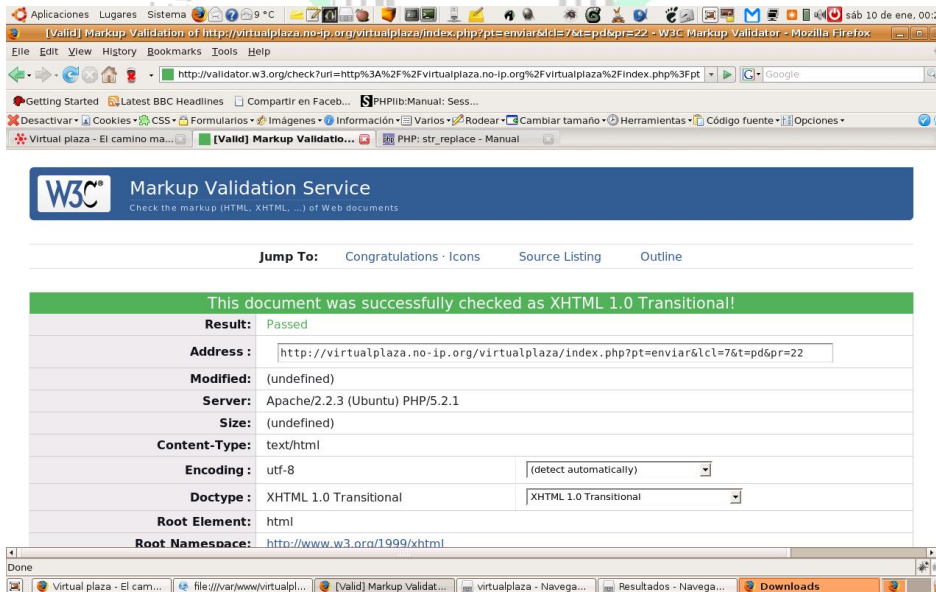 Aplicaciones Lugares Sistema 9 °C sáb 10 de ene, 00:
[Valid] Markup Validation of http://virtualplaza.no-ip.org/virtualplaza/index.php?pt=enviar&lcl=7&t=pd&pr=22 - W3C Markup Validator - Mozilla Firefox
File Edit View History Bookmarks Tools Help
http://validator.w3.org/check?uri=http%3A%2F%2Fvirtualplaza.no-ip.org%2Fvirtualplaza%2Findex.php%3Fpt G Google
Getting Started Latest BBC Headlines Compartir en Faceb... PHPlib:Manual: Sess...
Desactivar Cookies CSS Formularios Imágenes Información Varios Rodear Cambiar tamaño Herramientas Código fuente Opciones
Virtual plaza - El camino ma... [Valid] Markup Validatio... PHP: str_replace - Manual
W3C® Markup Validation Service
Check the markup (HTML, XHTML, ...) of Web documents
Jump To: Congratulations · Icons Source Listing Outline
This document was successfully checked as XHTML 1.0 Transitional!
Result: Passed
Address : http://virtualplaza.no-ip.org/virtualplaza/index.php?pt=enviar&lcl=7&t=pd&pr=22
Modified: (undefined)
Server: Apache/2.2.3 (Ubuntu) PHP/5.2.1
Size: (undefined)
Content-Type: text/html
Encoding : utf-8 (detect automatically)
Doctype : XHTML 1.0 Transitional XHTML 1.0 Transitional
Root Element: html
Root Namespace: http://www.w3.org/1999/xhtml
Done
Virtual plaza - El cam... file:///var/www/virtualpl... [Valid] Markup Validat... virtualplaza - Navega... Resultados - Navega... Downloads